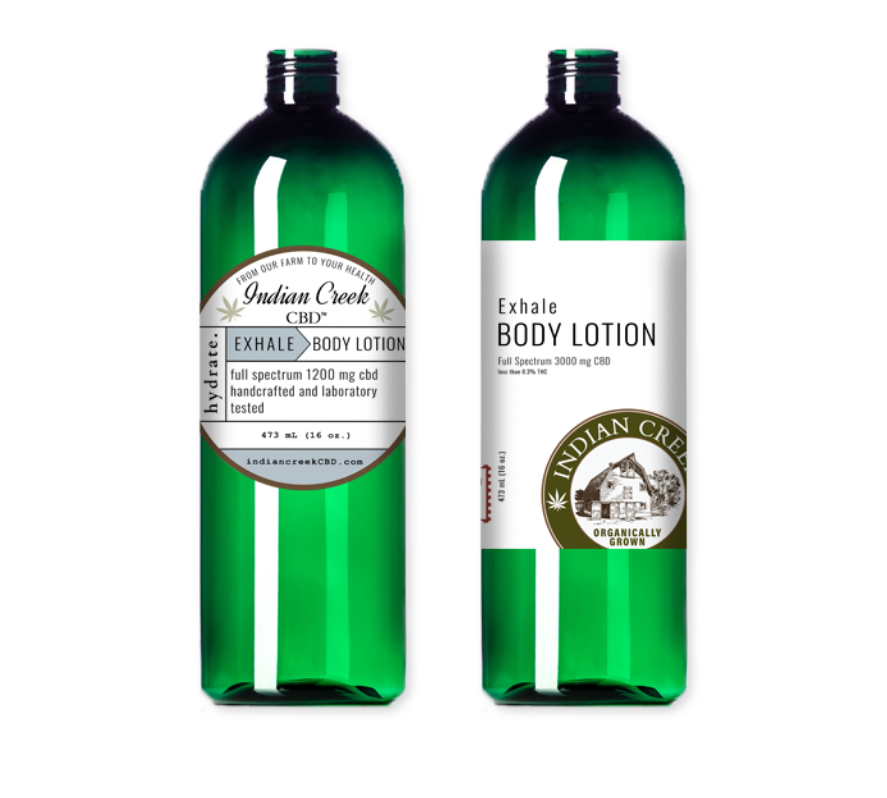 FROM OUR FARM TO YOUR HEALTH
Indian Creek
CBD™
hydrate.
EXHALE BODY LOTION
full spectrum 1200 mg cbd
handcrafted and laboratory
tested
473 mL (16 oz.)
indiancreekCBD.com
Exhale
BODY LOTION
Full Spectrum 3000 mg CBD
less than 0.3% THC
473 mL (16 oz.)
INDIAN CREE
ORGANICALLY
GROWN